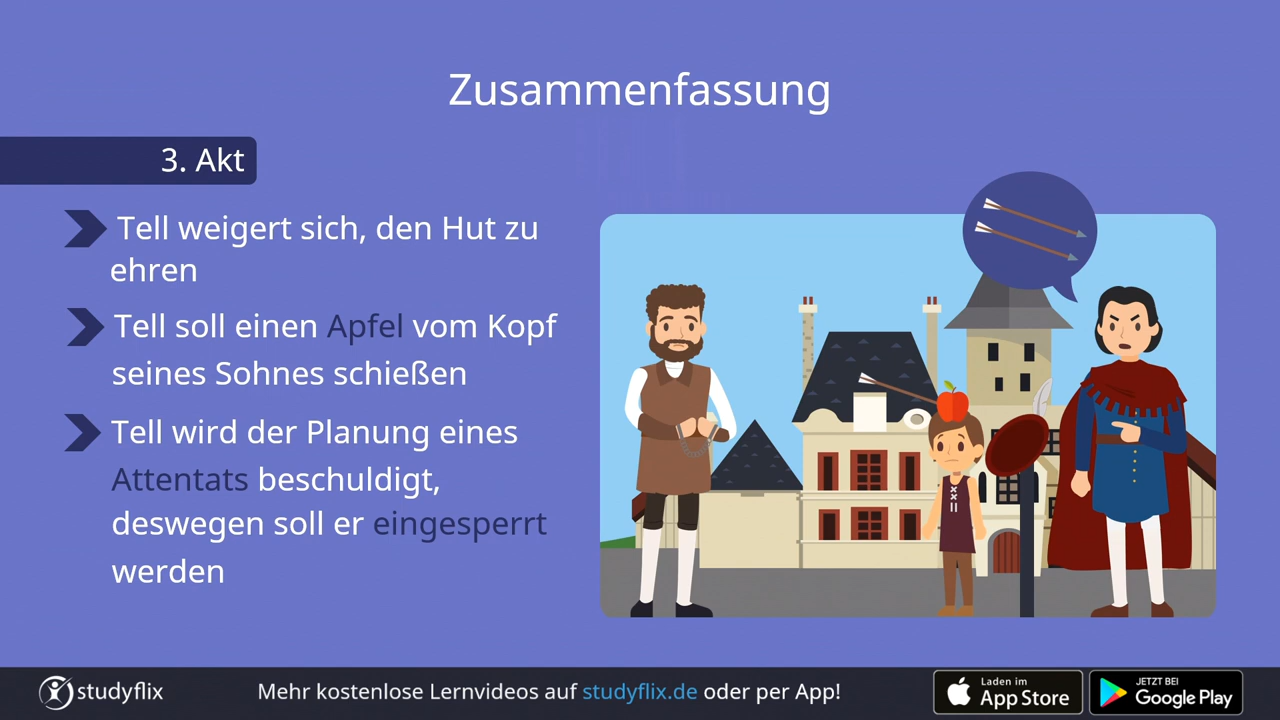 Zusammenfassung
3. Akt
Tell weigert sich, den Hut zu
ehren
Tell soll einen Apfel vom Kopf
seines Sohnes schießen
Tell wird der Planung eines
Attentats beschuldigt,
deswegen soll er eingesperrt
werden
studyflix
Mehr kostenlose Lernvideos auf studyflix.de oder per App!
Laden im
App Store
JETZT BEI
Google Play